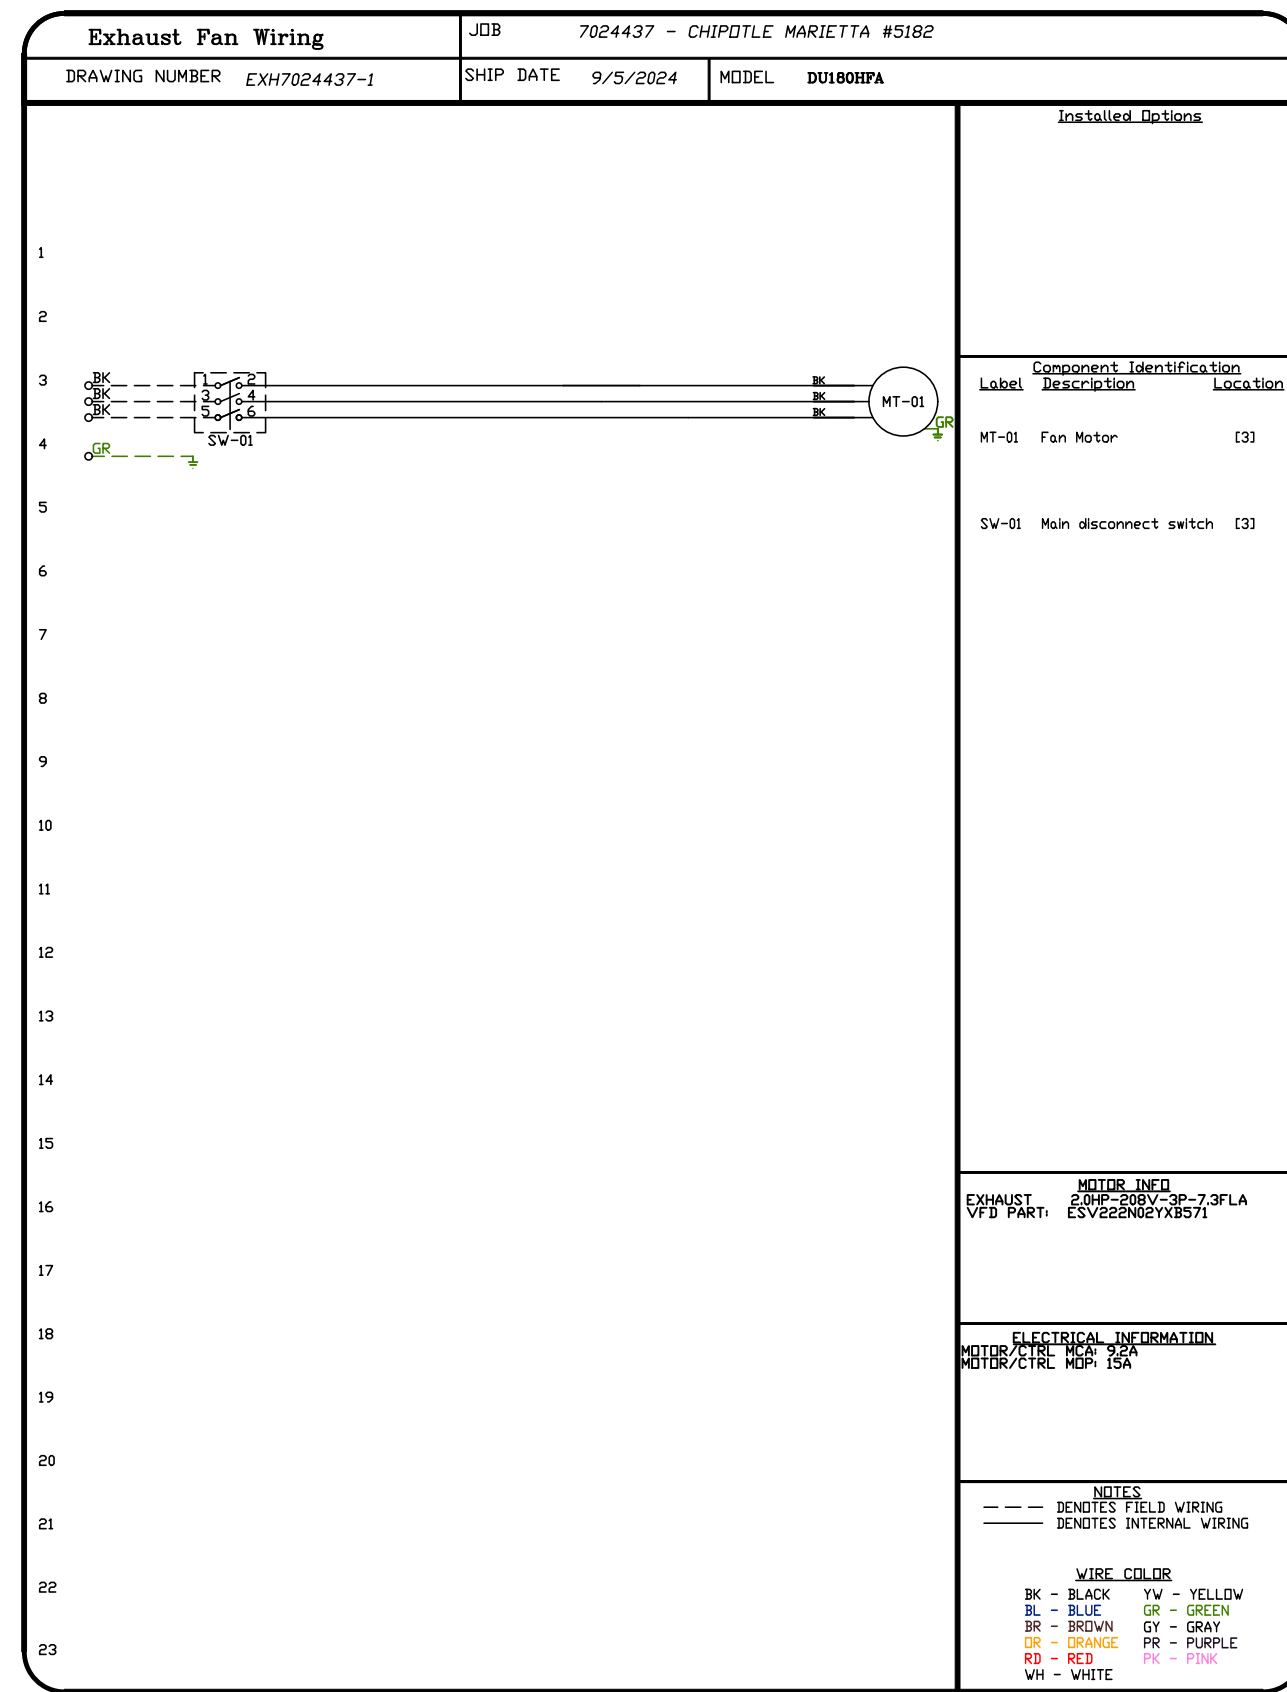 Exhaust Fan Wiring
JOB 7024437 - CHIPOTLE MARIETTA #5182
DRAWING NUMBER EXH7024437-1
SHIP DATE 9/5/2024
MODEL DU180HFA
Installed Options
1
2
3
BK 1 2 BK
BK 3 4 BK
BK 5 6 BK
MT-01
GR
SW-01
4
GR
5
6
7
8
9
10
11
12
13
14
15
16
17
18
19
20
21
22
23
Component Identification
Label Description Location
MT-01 Fan Motor [3]
SW-01 Main disconnect switch [3]
MOTOR INFO
EXHAUST 2.0HP-208V-3P-7.3FLA
VFD PART: ESV222N02YXB571
ELECTRICAL INFORMATION
MOTOR/CTRL MCA: 9.2A
MOTOR/CTRL MOP: 15A
NOTES
DENOTES FIELD WIRING
DENOTES INTERNAL WIRING
WIRE COLOR
BK - BLACK YW - YELLOW
BL - BLUE GR - GREEN
BR - BROWN GY - GRAY
OR - ORANGE PR - PURPLE
RD - RED PK - PINK
WH - WHITE